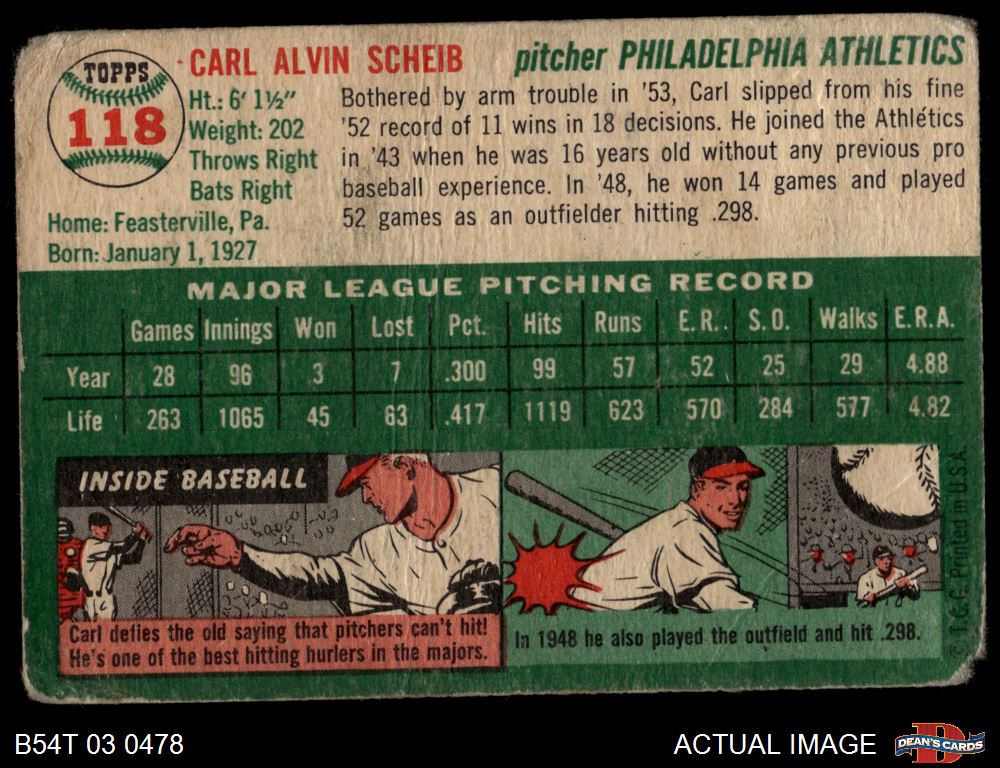 TOPPS
118
CARL ALVIN SCHEIB
pitcher PHILADELPHIA ATHLETICS
Ht.: 6' 1½"
Weight: 202
Throws Right
Bats Right
Home: Feasterville, Pa.
Born: January 1, 1927
Bothered by arm trouble in '53, Carl slipped from his fine
'52 record of 11 wins in 18 decisions. He joined the Athletics
in '43 when he was 16 years old without any previous pro
baseball experience. In '48, he won 14 games and played
52 games as an outfielder hitting .298.
MAJOR LEAGUE PITCHING RECORD
Games Innings Won Lost Pct. Hits Runs E.R. S.O. Walks E.R.A.
Year 28 96 3 7 .300 99 57 52 25 29 4.88
Life 263 1065 45 63 .417 1119 623 570 284 577 4.82
INSIDE BASEBALL
Carl defies the old saying that pitchers can't hit!
He's one of the best hitting hurlers in the majors.
In 1948 he also played the outfield and hit .298.
© T.C.G. Printed in U.S.A.
B54T 03 0478
ACTUAL IMAGE
D
DEAN'S CARDS